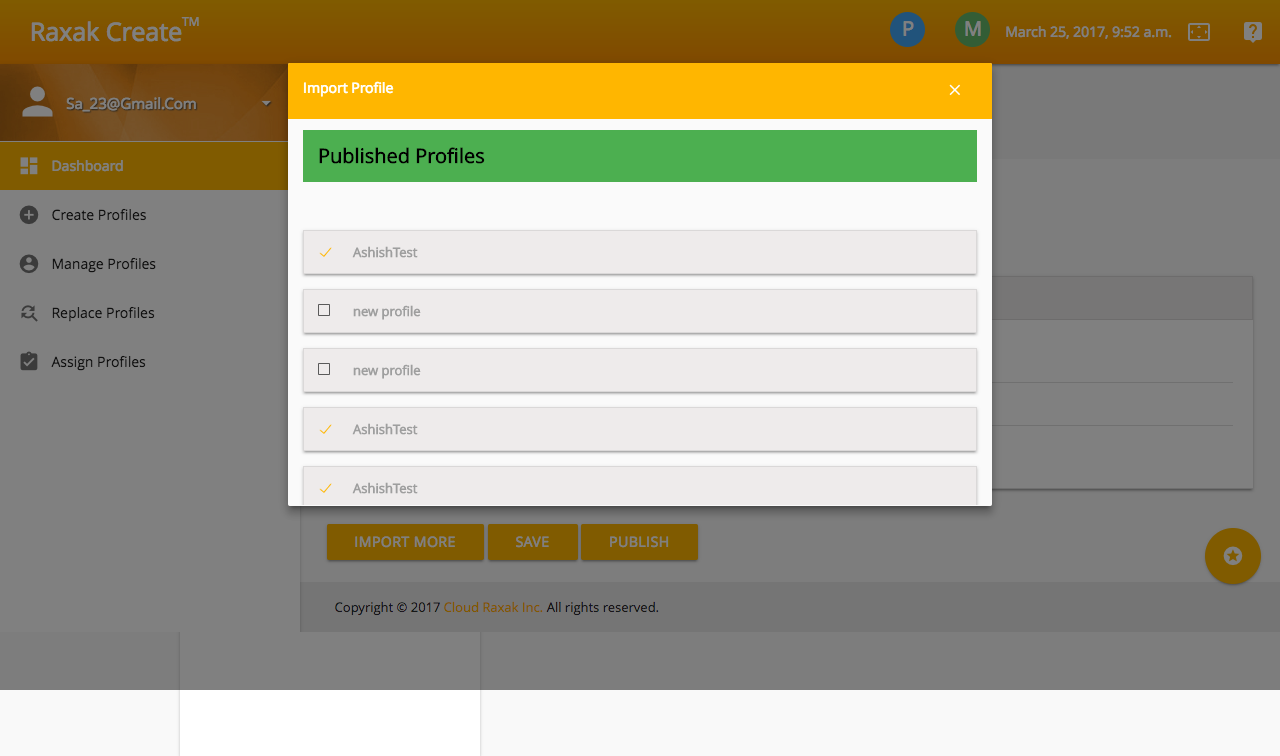 Raxak Create™
P
M
March 25, 2017, 9:52 a.m.
Sa_23@Gmail.Com
Import Profile
Dashboard
Create Profiles
Manage Profiles
Replace Profiles
Assign Profiles
Published Profiles
AshishTest
new profile
new profile
AshishTest
AshishTest
IMPORT MORE
SAVE
PUBLISH
Copyright © 2017 Cloud Raxak Inc. All rights reserved.